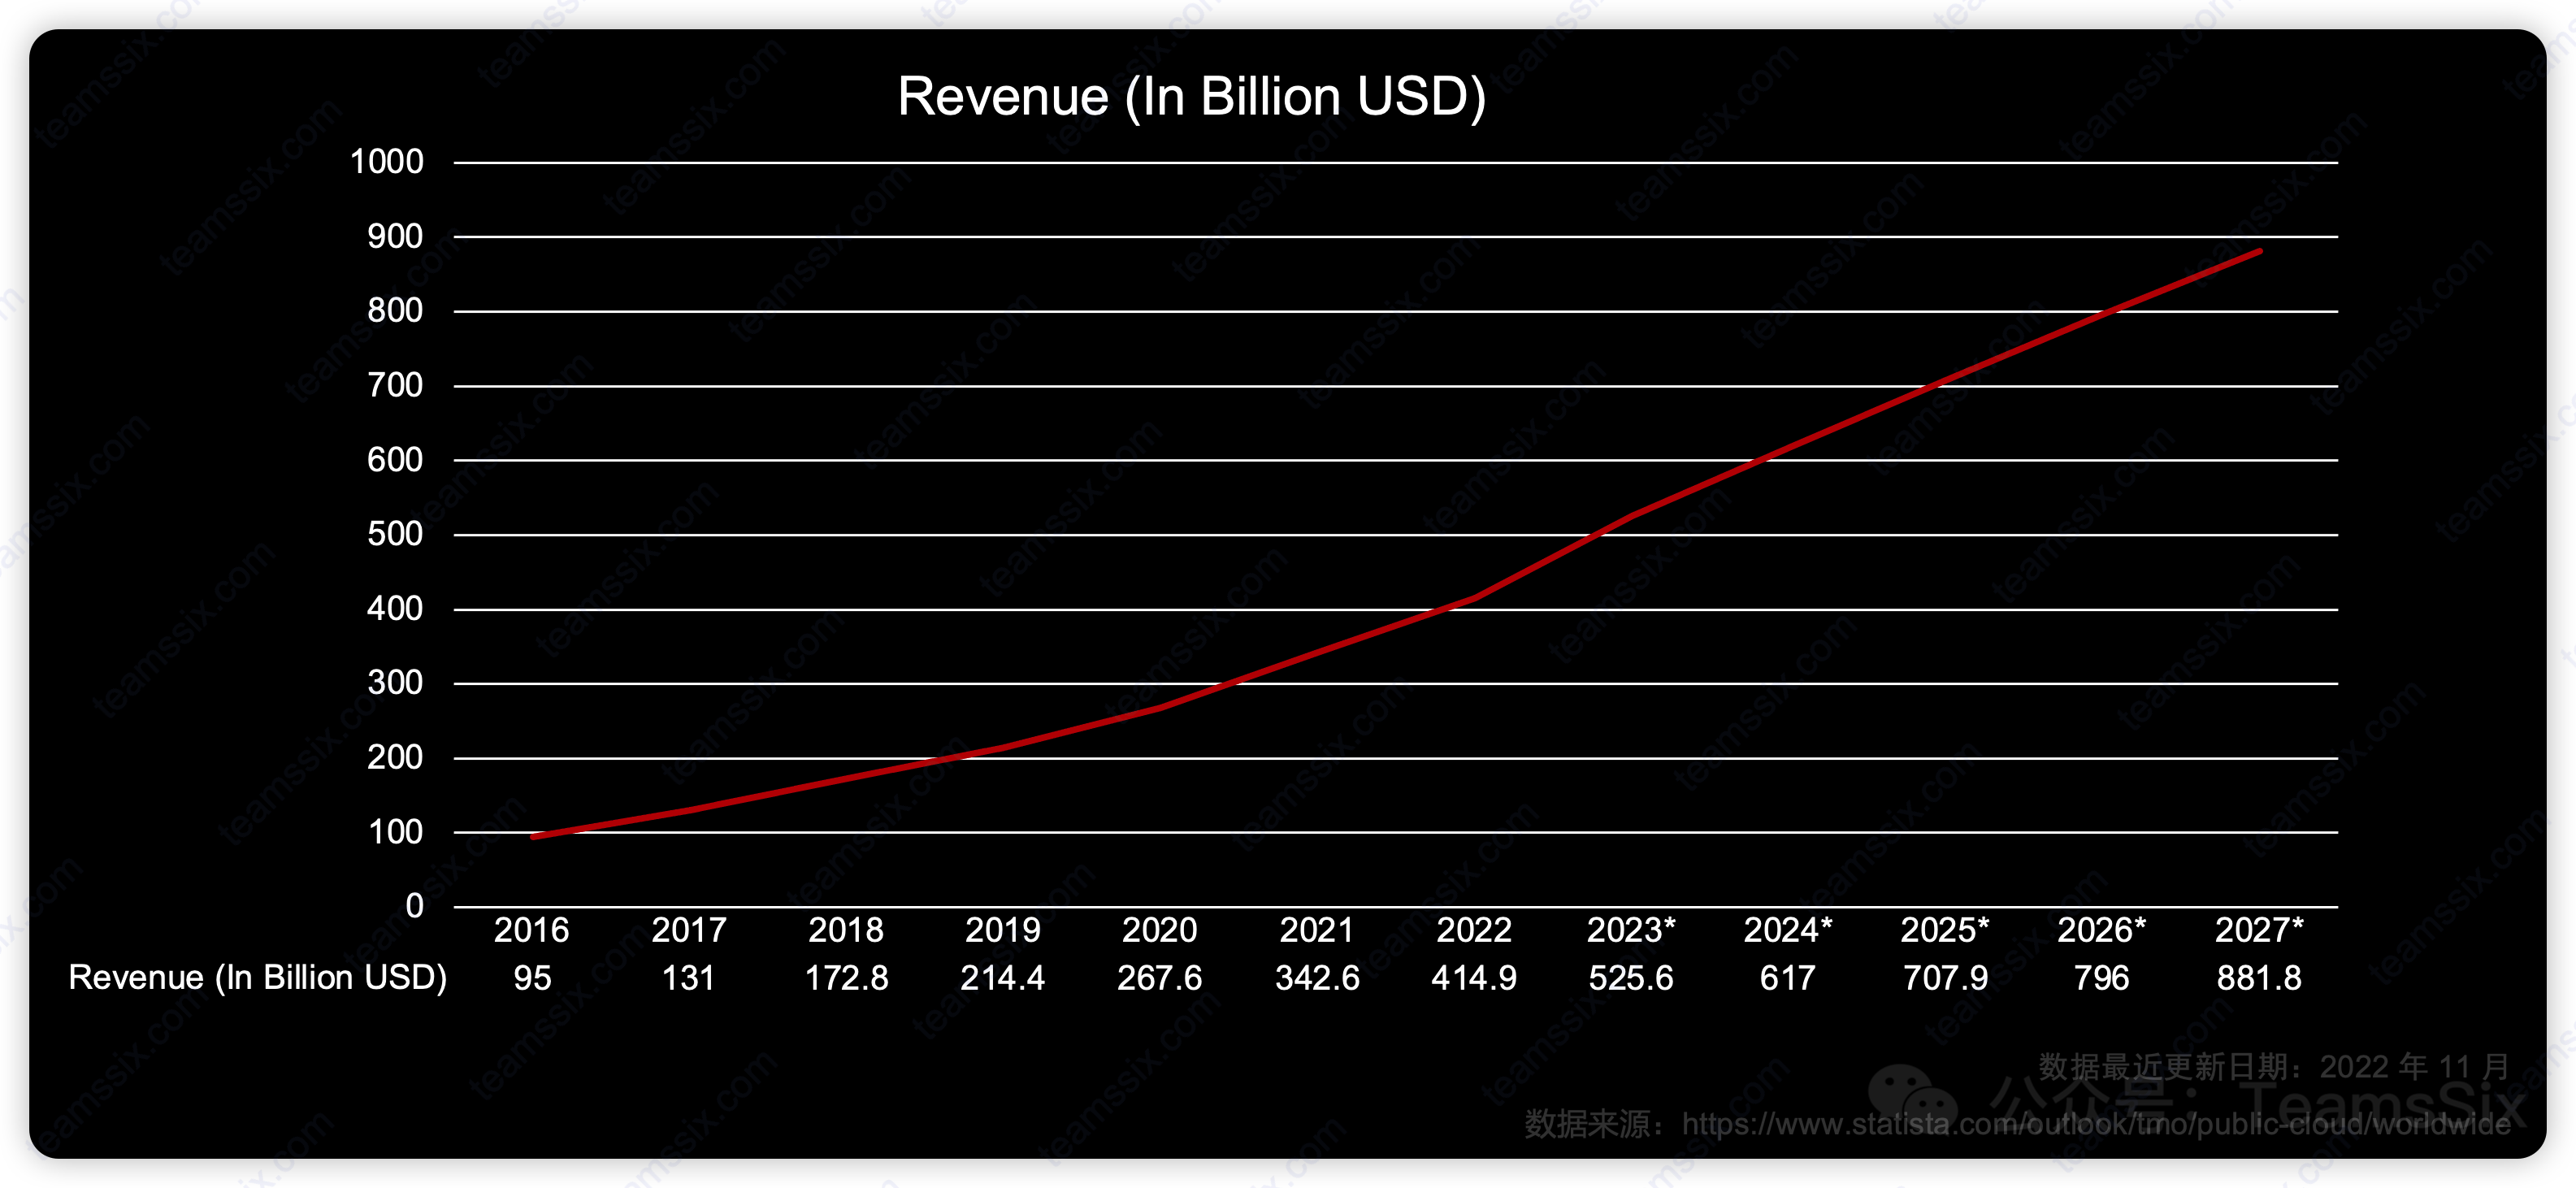 Revenue (In Billion USD)
1000
900
800
700
600
500
400
300
200
100
0
2016 2017 2018 2019 2020 2021 2022 2023* 2024* 2025* 2026* 2027*
Revenue (In Billion USD) 95 131 172.8 214.4 267.6 342.6 414.9 525.6 617 707.9 796 881.8
数据最近更新日期：2022 年 11 月
公众号：TeamsSix
数据来源：https://www.statista.com/outlook/tmo/public-cloud/worldwide
teamssix.com